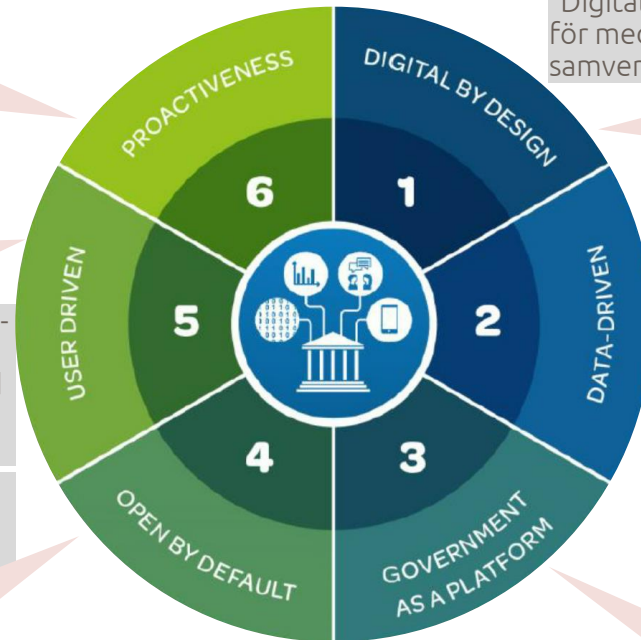 "Digital
för med
samver
PROACTIVENESS
DIGITAL BY DESIGN
6
1
USER DRIVEN
5
2
DATA-DRIVEN
4
3
OPEN BY DEFAULT
GOVERNMENT
AS A PLATFORM